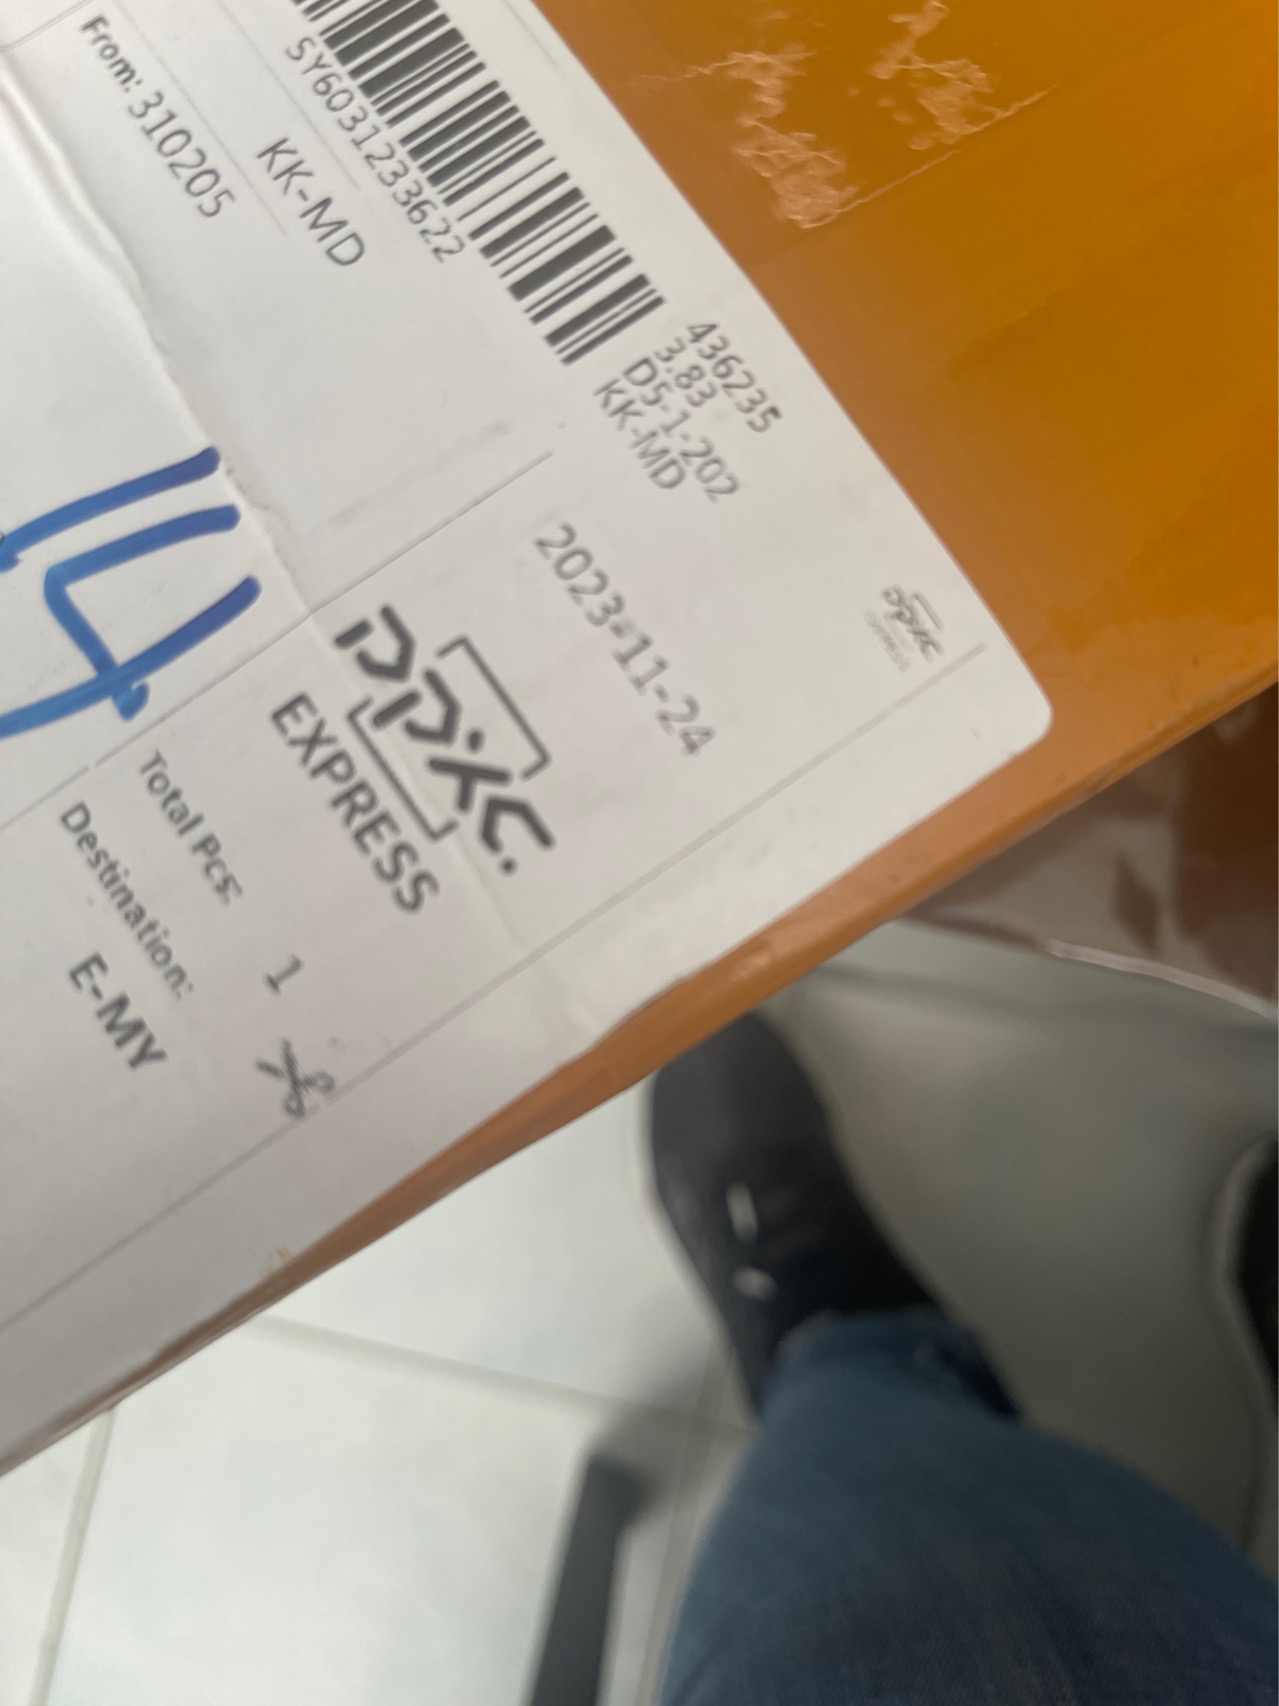 SY6031233622
From: 310205
KK-MD
436235
3.83
D5-1-202
KK-MD
2023-11-24
14
EXPRESS
Total Pcs: 1
Destination:
E-MY